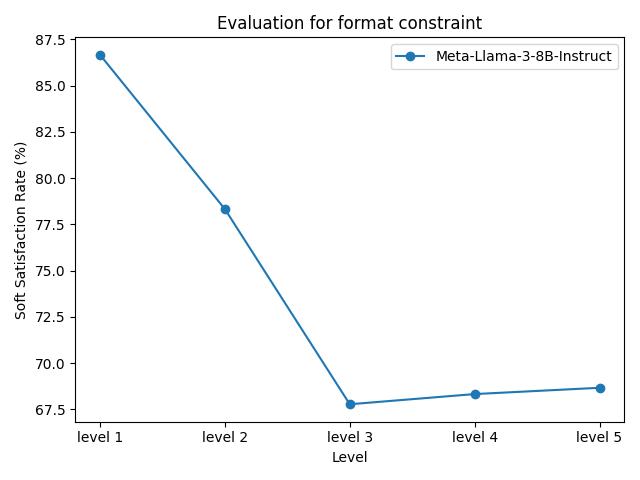 Evaluation for format constraint
Meta-Llama-3-8B-Instruct
Soft Satisfaction Rate (%)
87.5
85.0
82.5
80.0
77.5
75.0
72.5
70.0
67.5
level 1 level 2 level 3 level 4 level 5
Level